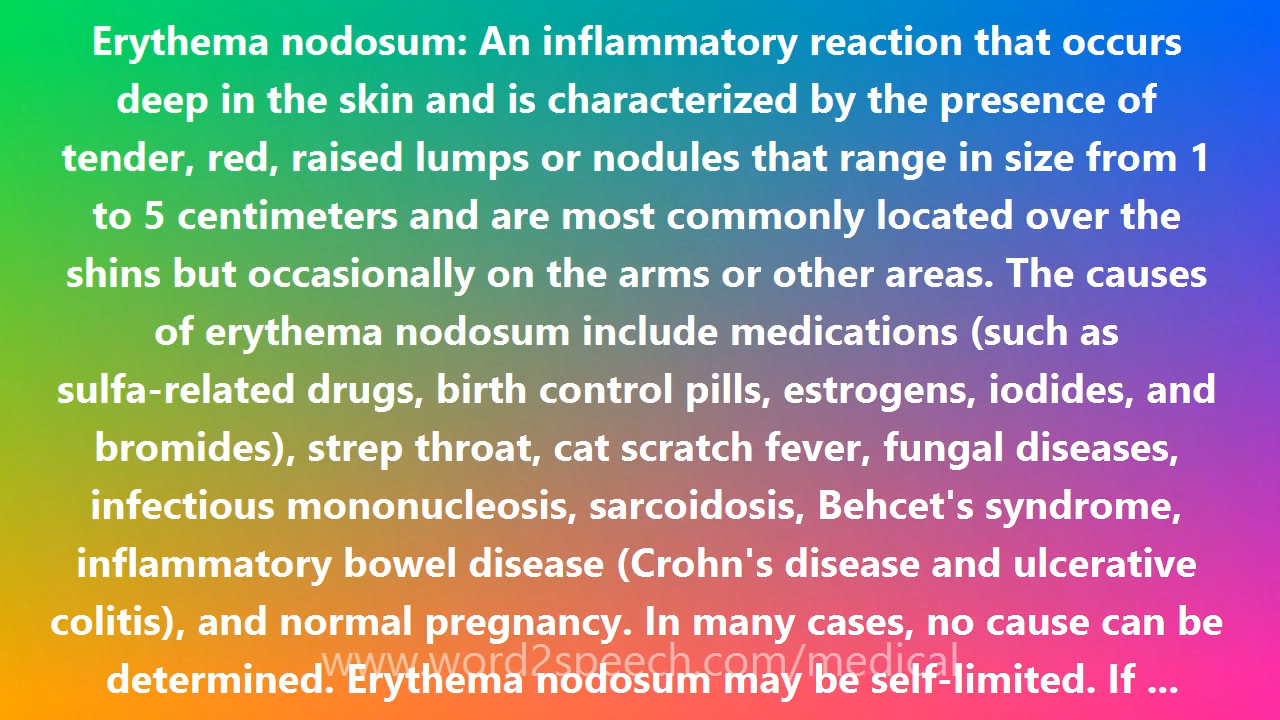 Erythema nodosum: An inflammatory reaction that occurs
deep in the skin and is characterized by the presence of
tender, red, raised lumps or nodules that range in size from 1
to 5 centimeters and are most commonly located over the
shins but occasionally on the arms or other areas. The causes
of erythema nodosum include medications (such as
sulfa-related drugs, birth control pills, estrogens, iodides, and
bromides), strep throat, cat scratch fever, fungal diseases,
infectious mononucleosis, sarcoidosis, Behcet's syndrome,
inflammatory bowel disease (Crohn's disease and ulcerative
colitis), and normal pregnancy. In many cases, no cause can be
www.word2speech.com/medical
determined. Erythema nodosum may be self-limited. If ...